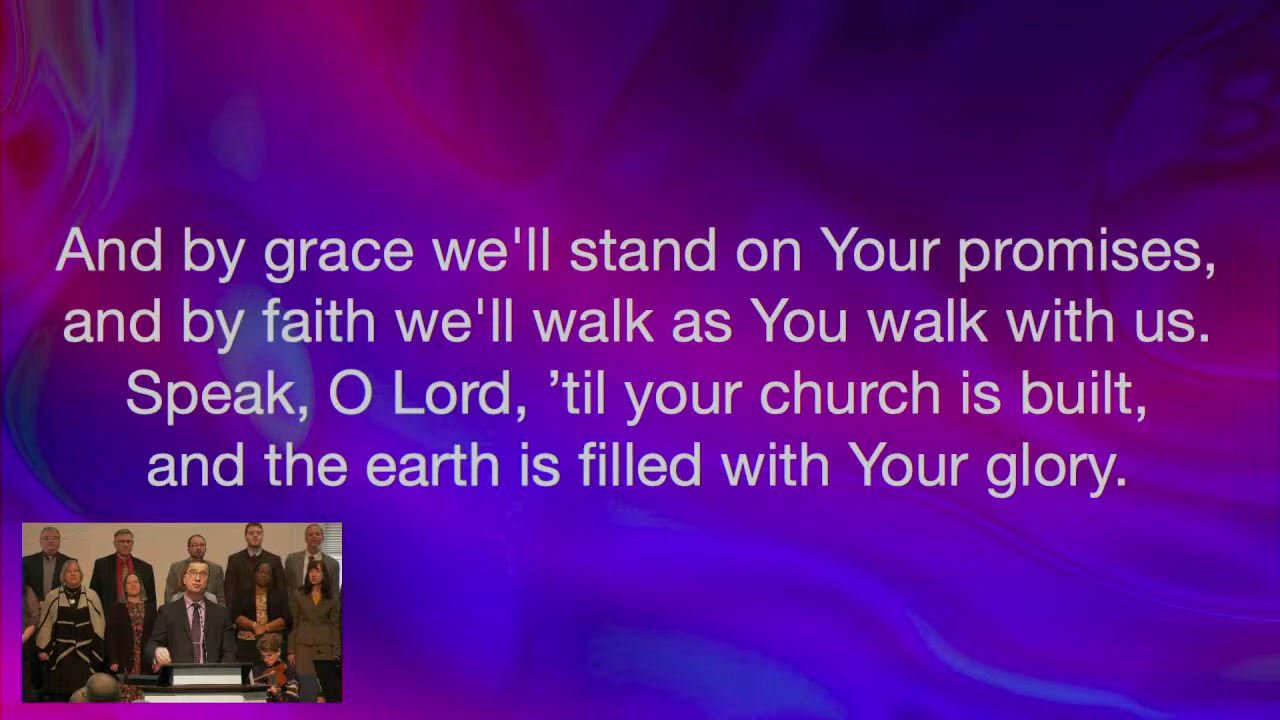 And by grace we'll stand on Your promises,
and by faith we'll walk as You walk with us.
Speak, O Lord, ’til your church is built,
and the earth is filled with Your glory.